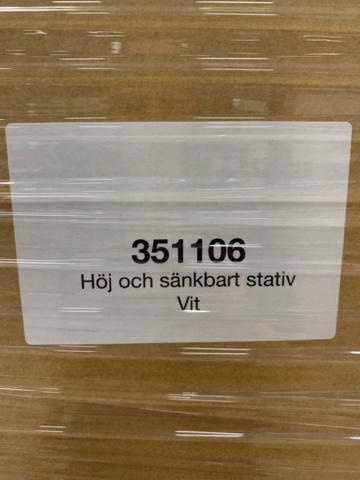 351106
Höj och sänkbart stativ
Vit